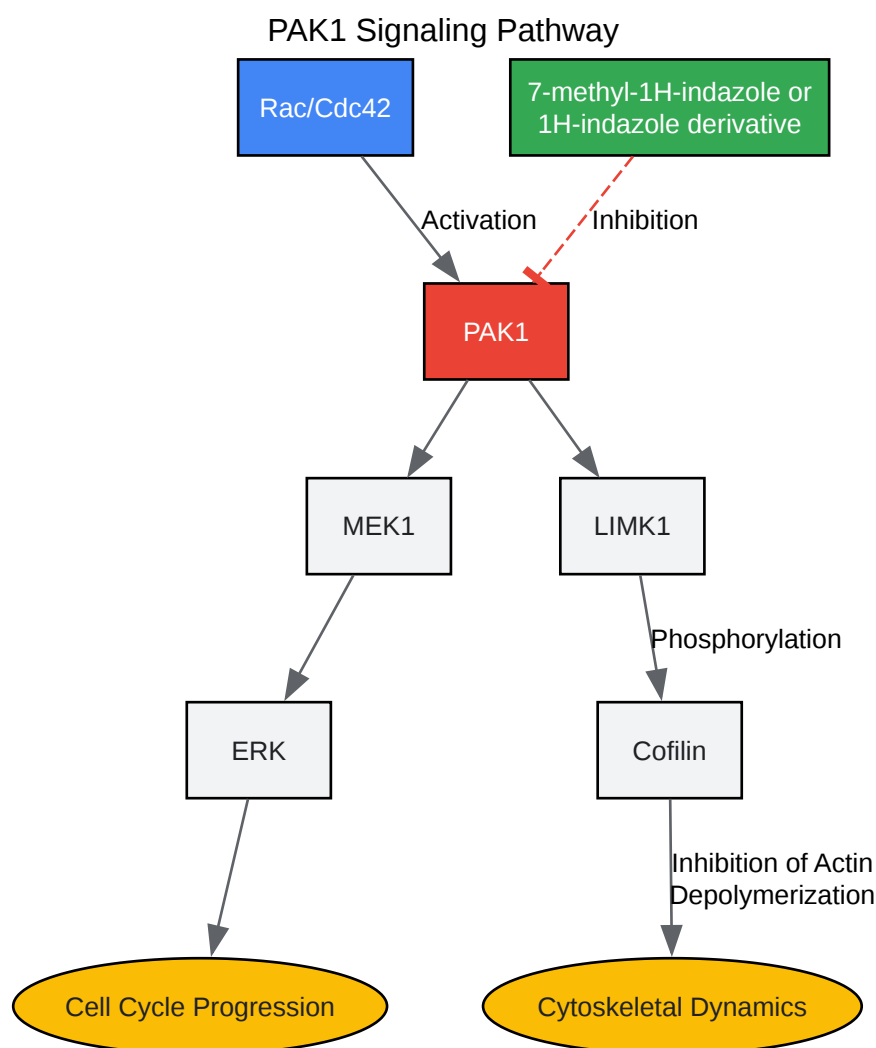 PAK1 Signaling Pathway
Rac/Cdc42
7-methyl-1H-indazole or
1H-indazole derivative
Activation
Inhibition
PAK1
MEK1
LIMK1
Phosphorylation
ERK
Cofilin
Inhibition of Actin
Depolymerization
Cell Cycle Progression
Cytoskeletal Dynamics